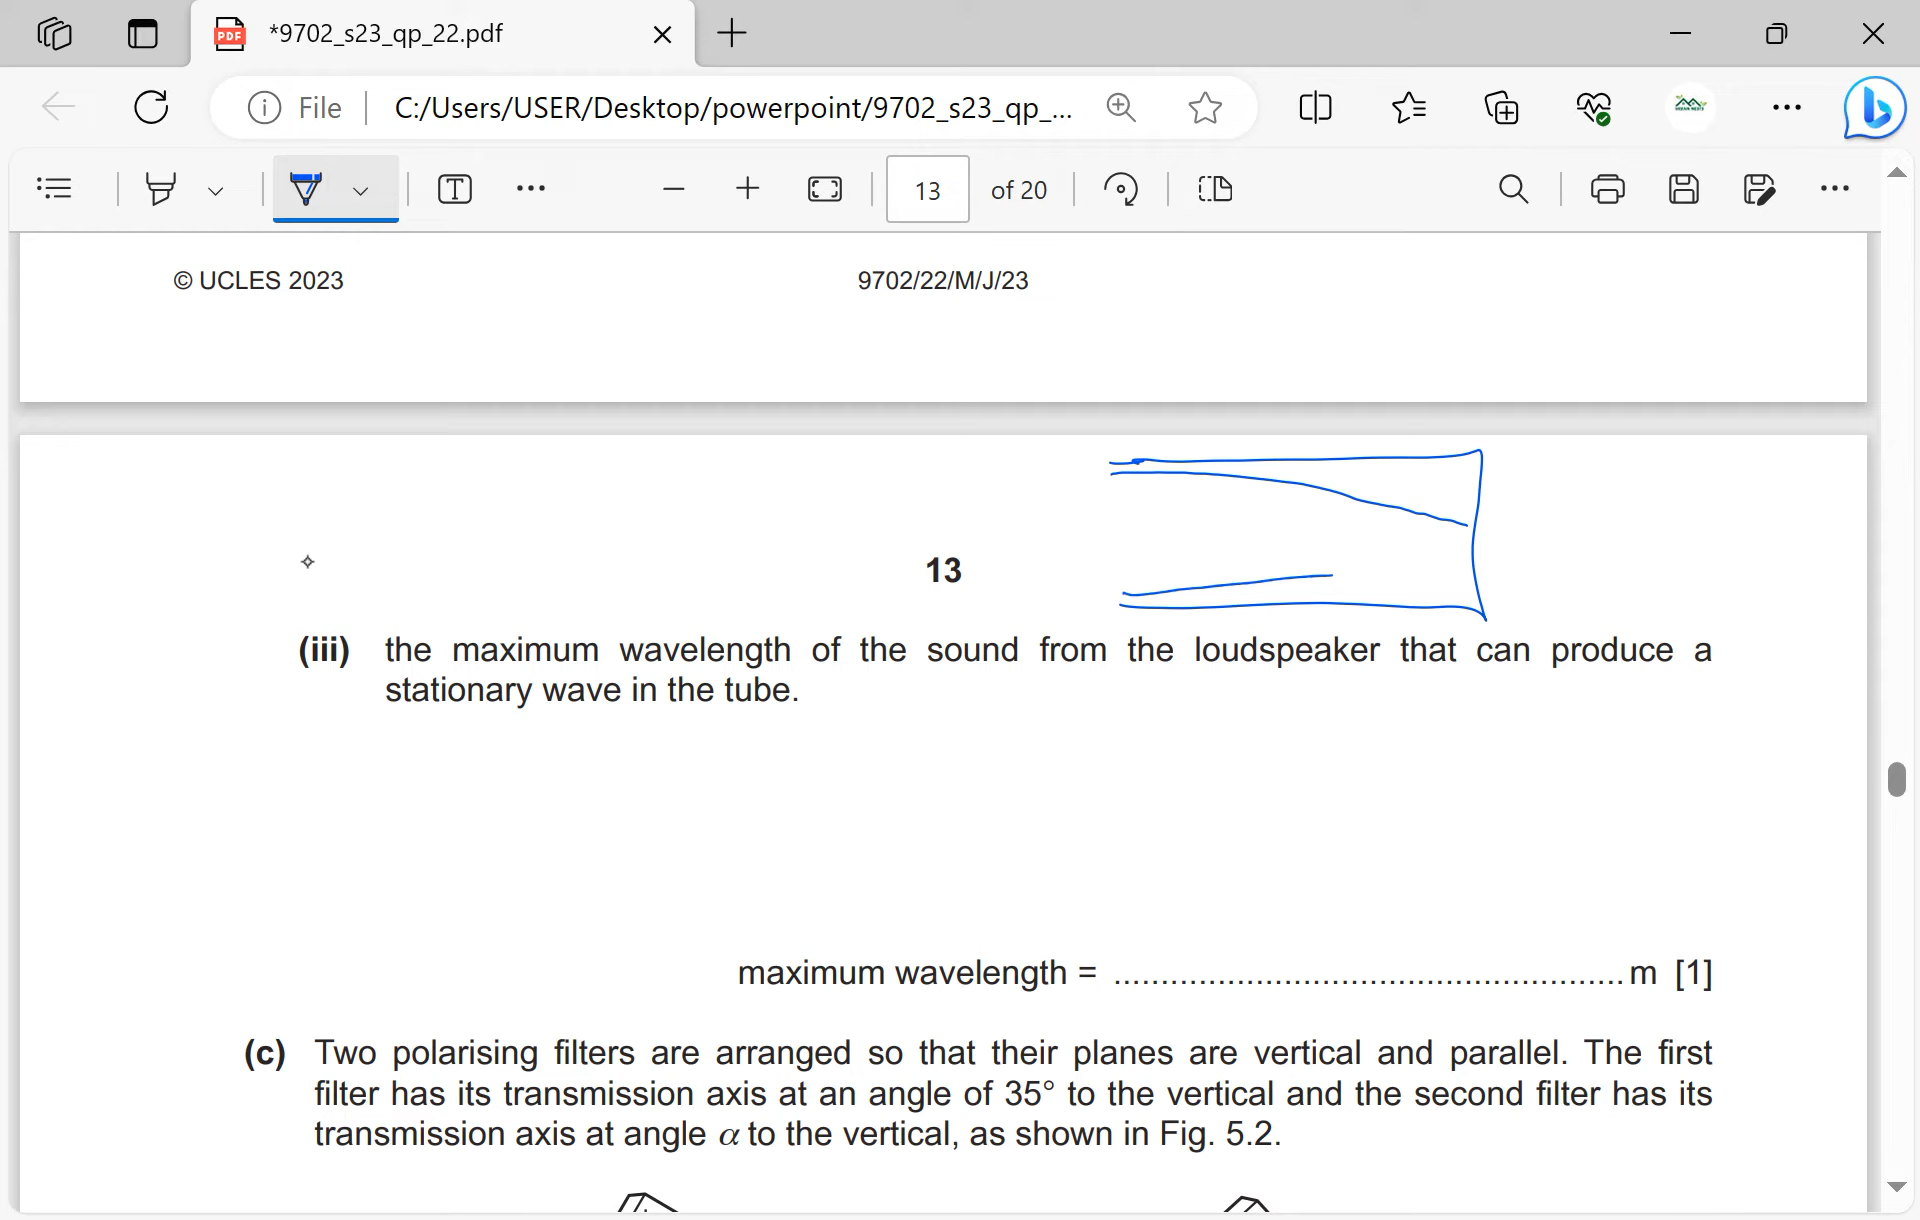 *9702_s23_qp_22.pdf
File
C:/Users/USER/Desktop/powerpoint/9702_s23_qp_...
13 of 20
© UCLES 2023
9702/22/M/J/23
13
(iii) the maximum wavelength of the sound from the loudspeaker that can produce a
stationary wave in the tube.
maximum wavelength = ...................................................... m [1]
(c) Two polarising filters are arranged so that their planes are vertical and parallel. The first
filter has its transmission axis at an angle of 35° to the vertical and the second filter has its
transmission axis at angle α to the vertical, as shown in Fig. 5.2.